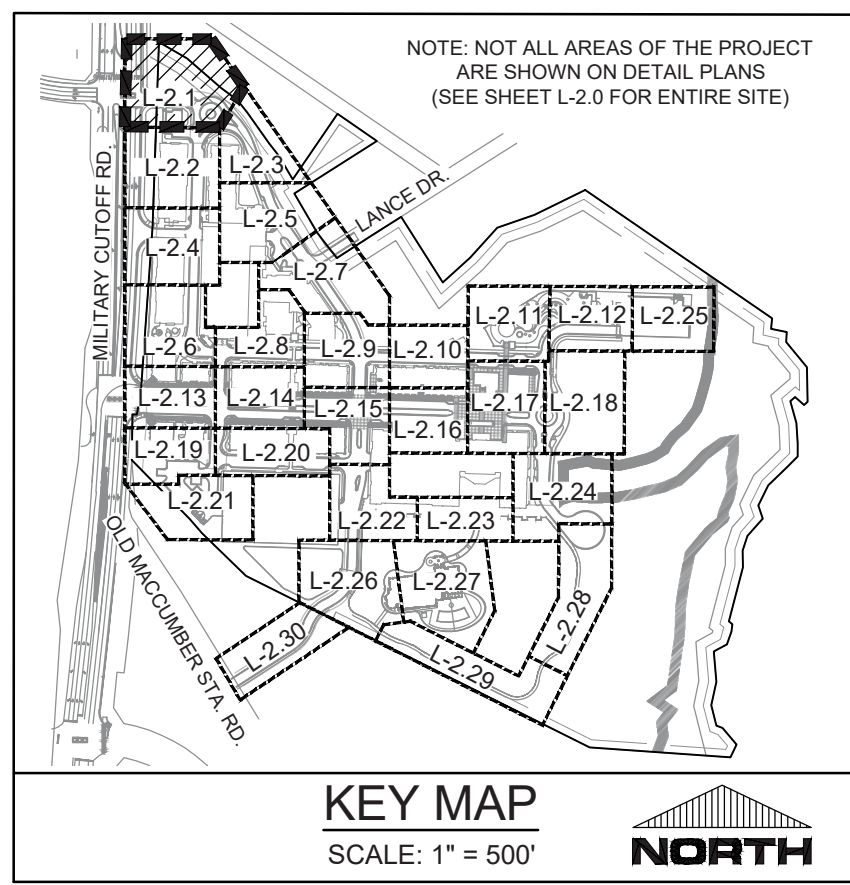 NOTE: NOT ALL AREAS OF THE PROJECT
ARE SHOWN ON DETAIL PLANS
(SEE SHEET L-2.0 FOR ENTIRE SITE)
L-2.1
L-2.2
L-2.3
LANCE DR.
MILITARY CUTOFF RD.
L-2.4
L-2.5
L-2.7
L-2.11
L-2.12
L-2.25
L-2.6
L-2.8
L-2.9
L-2.10
L-2.13
L-2.14
L-2.15
L-2.16
L-2.17
L-2.18
L-2.19
L-2.20
L-2.21
L-2.22
L-2.23
L-2.24
OLD MACCUMBER STA. RD.
L-2.26
L-2.27
L-2.28
L-2.30
L-2.29
KEY MAP
SCALE: 1" = 500'
NORTH